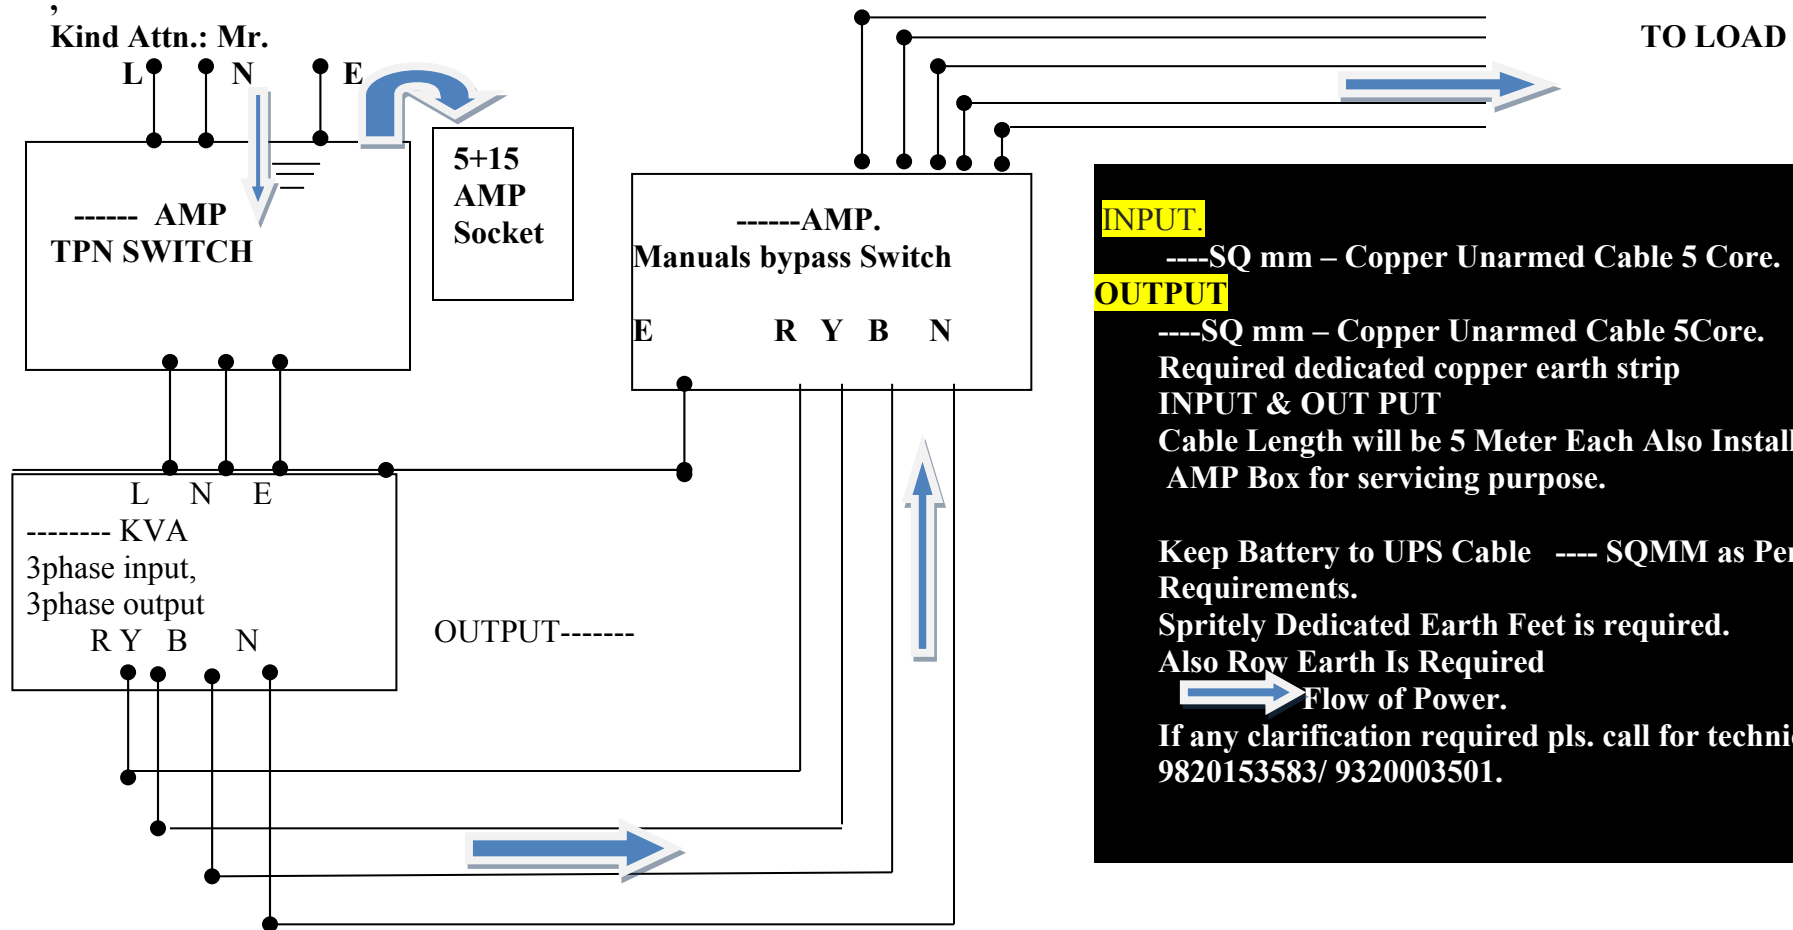 ,
Kind Attn.: Mr.
L N E
TO LOAD
------ AMP
TPN SWITCH
5+15
AMP
Socket
------AMP.
Manuals bypass Switch
E R Y B N
L N E
-------- KVA
3phase input,
3phase output
R Y B N
OUTPUT-------
INPUT.
----SQ mm – Copper Unarmed Cable 5 Core.
OUTPUT
----SQ mm – Copper Unarmed Cable 5Core.
Required dedicated copper earth strip
INPUT & OUT PUT
Cable Length will be 5 Meter Each Also Install
AMP Box for servicing purpose.
Keep Battery to UPS Cable ---- SQMM as Per
Requirements.
Spritely Dedicated Earth Feet is required.
Also Row Earth Is Required
Flow of Power.
If any clarification required pls. call for techni
9820153583/ 9320003501.